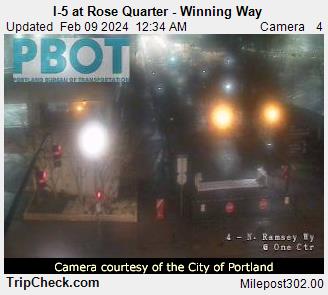 I-5 at Rose Quarter - Winning Way
Updated Feb 09 2024 12:34 AM Camera 4
PBOT
PORTLAND BUREAU OF TRANSPORTATION
4 - N. Ramsey Wy
@ One Ctr
Camera courtesy of the City of Portland
TripCheck.com Milepost302.00